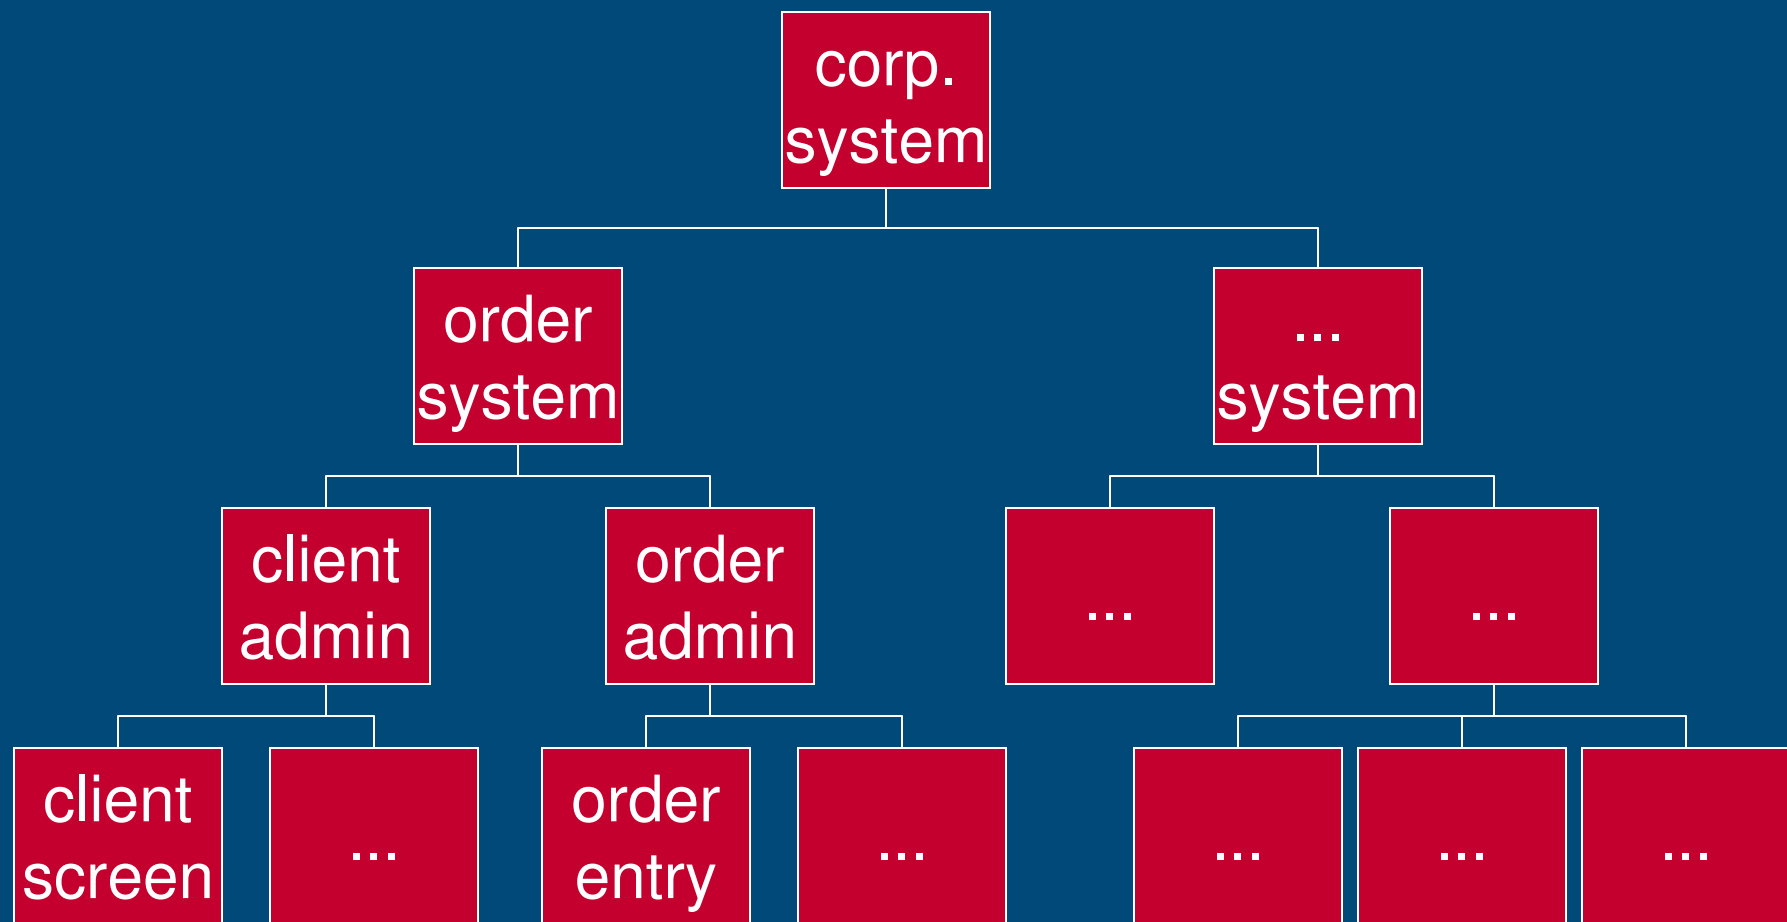 corp.
system
order
system
...
system
client
admin
order
admin
...
...
client
screen
...
order
entry
...
...
...
...